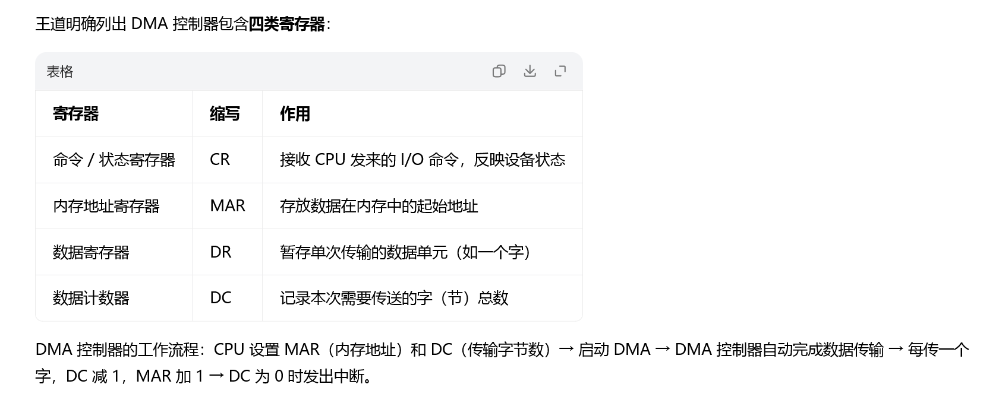 王道明确列出 DMA 控制器包含四类寄存器：
表格
寄存器 缩写 作用
命令 / 状态寄存器 CR 接收 CPU 发来的 I/O 命令，反映设备状态
内存地址寄存器 MAR 存放数据在内存中的起始地址
数据寄存器 DR 暂存单次传输的数据单元（如一个字）
数据计数器 DC 记录本次需要传送的字（节）总数
DMA 控制器的工作流程：CPU 设置 MAR（内存地址）和 DC（传输字节数）→ 启动 DMA → DMA 控制器自动完成数据传输 → 每传一个
字，DC 减 1，MAR 加 1 → DC 为 0 时发出中断。